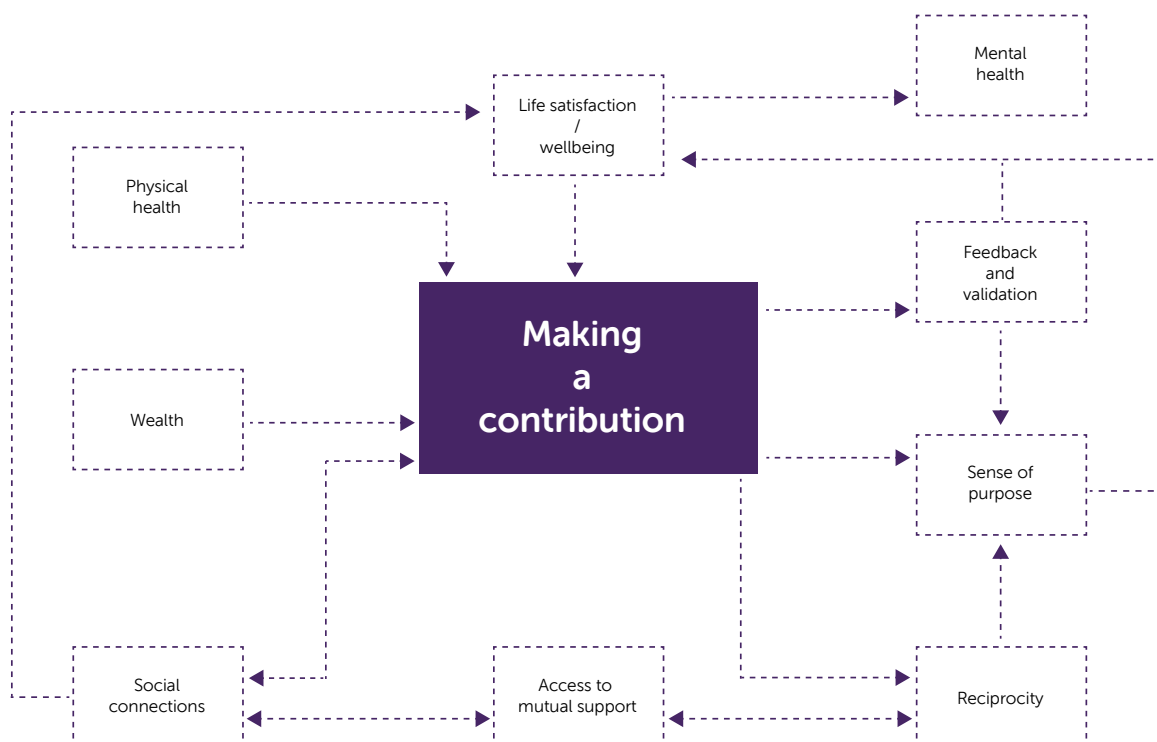 Mental
health
Life satisfaction
/
wellbeing
Physical
health
Feedback
and
validation
Making
a
contribution
Wealth
Sense of
purpose
Social
connections
Access to
mutual support
Reciprocity